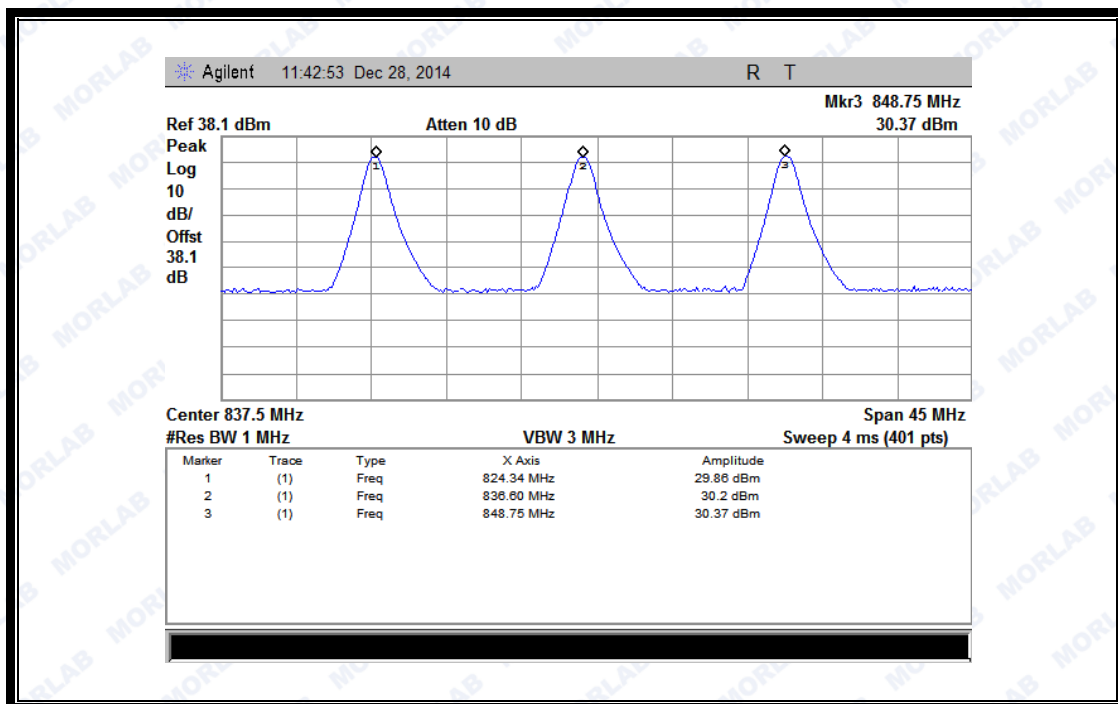 Agilent 11:42:53 Dec 28, 2014 R T
Mkr3 848.75 MHz
Ref 38.1 dBm Atten 10 dB 30.37 dBm
Peak
Log
10
dB/
Offst
38.1
dB
1 2 3
Center 837.5 MHz Span 45 MHz
#Res BW 1 MHz VBW 3 MHz Sweep 4 ms (401 pts)
Marker Trace Type X Axis Amplitude
1 (1) Freq 824.34 MHz 29.86 dBm
2 (1) Freq 836.60 MHz 30.2 dBm
3 (1) Freq 848.75 MHz 30.37 dBm
MORLAB